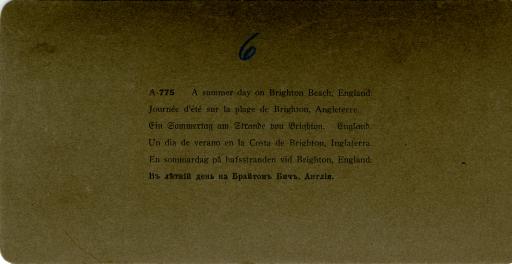 6
A-775 A summer day on Brighton Beach, England.
Journée d'été sur la plage de Brighton, Angleterre.
Ein Sommertag am Strande von Brighton. England.
Un dia de verano en la Costa de Brighton, Inglaterra.
En sommardag på hafsstranden vid Brighton, England.
Въ лѣтній день на Брайтонъ Бичъ, Англія.